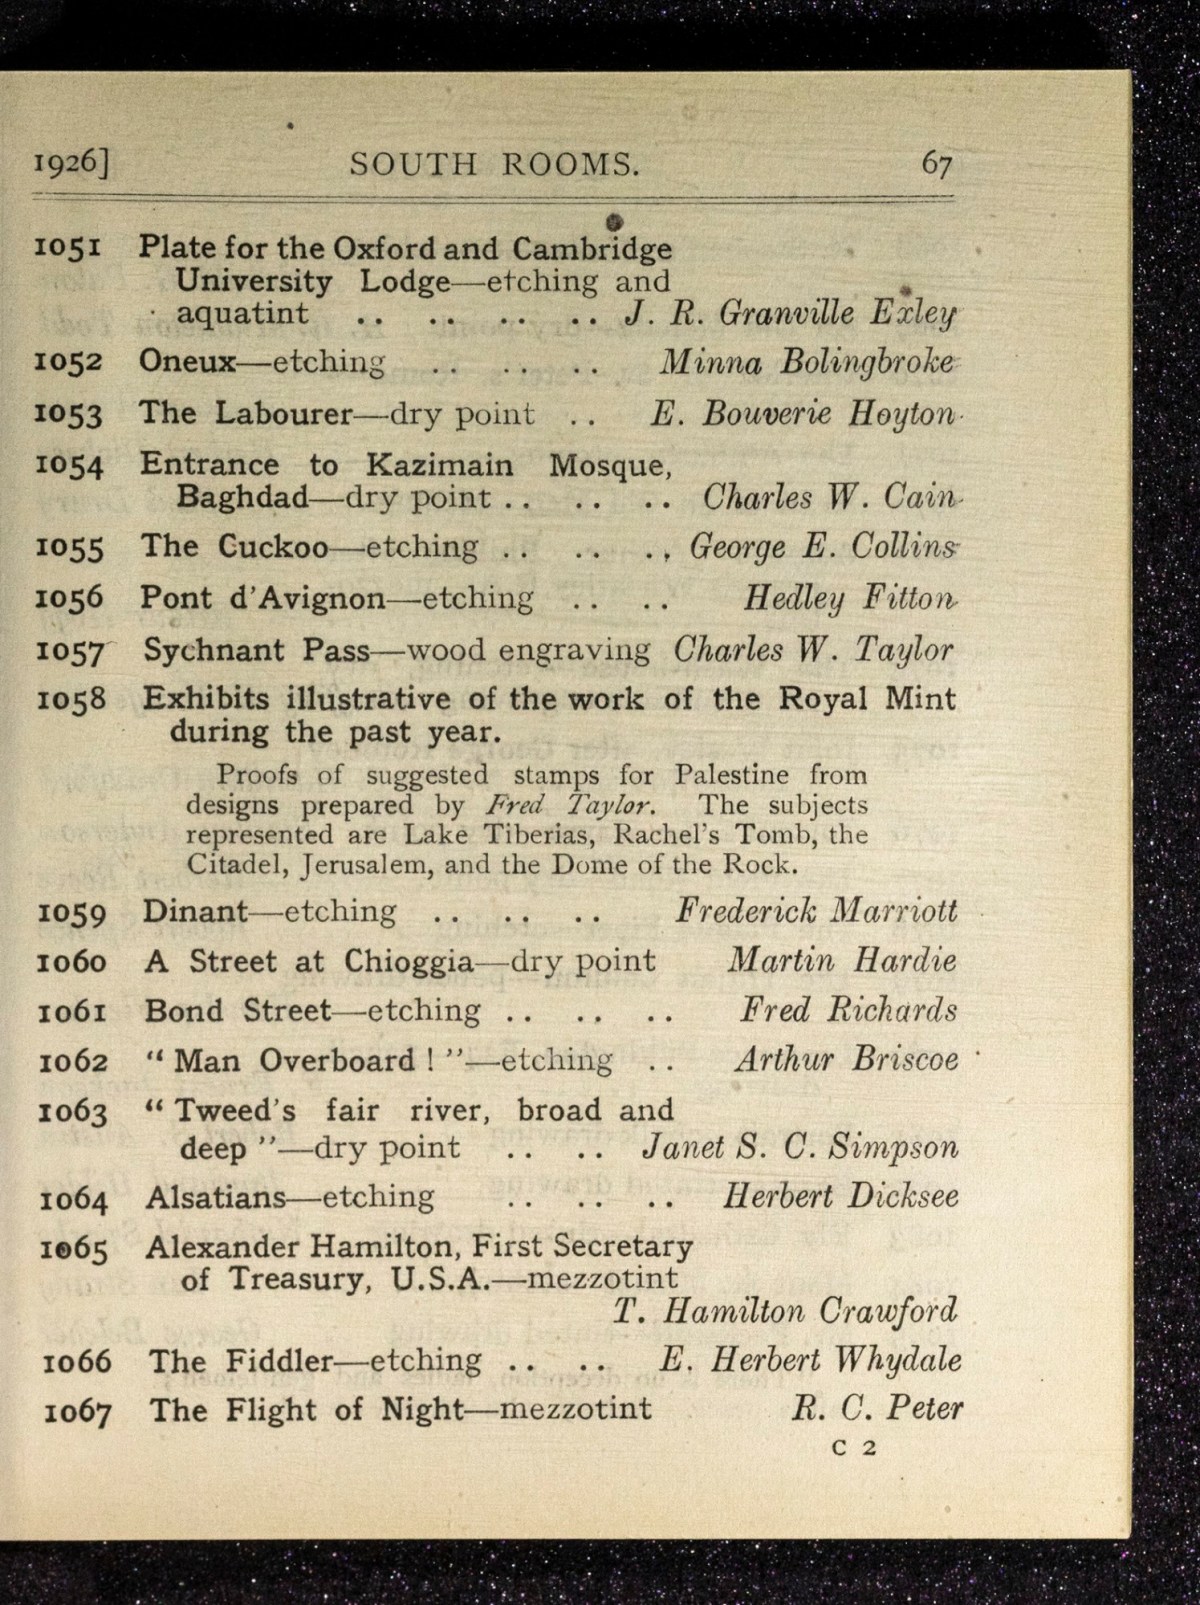 1926] SOUTH ROOMS. 67
1051 Plate for the Oxford and Cambridge
University Lodge—etching and
aquatint .. .. .. .. J. R. Granville Exley
1052 Oneux—etching .. .. .. Minna Bolingbroke
1053 The Labourer—dry point .. E. Bouverie Hoyton
1054 Entrance to Kazimain Mosque,
Baghdad—dry point .. .. .. Charles W. Cain
1055 The Cuckoo—etching .. .. .. George E. Collins
1056 Pont d'Avignon—etching .. .. Hedley Fitton
1057 Sychnant Pass—wood engraving Charles W. Taylor
1058 Exhibits illustrative of the work of the Royal Mint
during the past year.
Proofs of suggested stamps for Palestine from
designs prepared by Fred Taylor. The subjects
represented are Lake Tiberias, Rachel's Tomb, the
Citadel, Jerusalem, and the Dome of the Rock.
1059 Dinant—etching .. .. .. Frederick Marriott
1060 A Street at Chioggia—dry point Martin Hardie
1061 Bond Street—etching .. .. .. Fred Richards
1062 “ Man Overboard ! ”—etching .. Arthur Briscoe
1063 “ Tweed's fair river, broad and
deep ”—dry point .. .. Janet S. C. Simpson
1064 Alsatians—etching .. .. .. Herbert Dicksee
1065 Alexander Hamilton, First Secretary
of Treasury, U.S.A.—mezzotint
T. Hamilton Crawford
1066 The Fiddler—etching .. .. E. Herbert Whydale
1067 The Flight of Night—mezzotint R. C. Peter
C 2